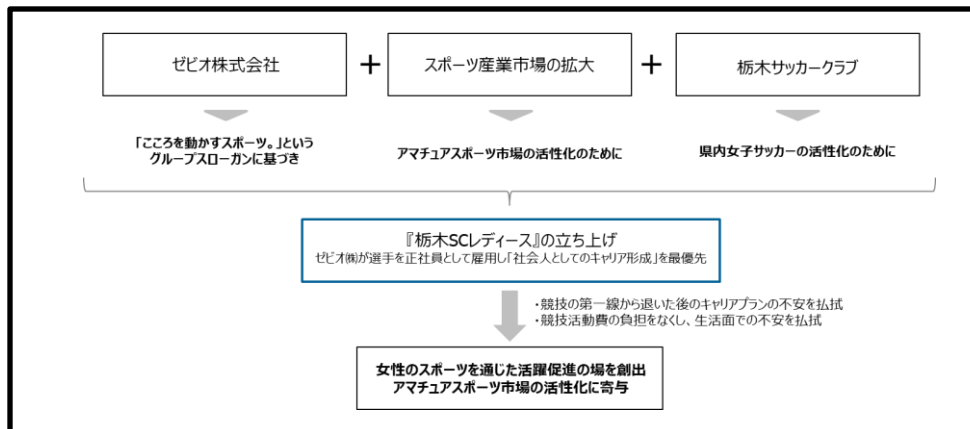 ゼビオ株式会社
+
スポーツ産業市場の拡大
+
栃木サッカークラブ
「こころを動かすスポーツ。」という
グループスローガンに基づき
アマチュアスポーツ市場の活性化のために
県内女子サッカーの活性化のために
『栃木SCレディース』の立ち上げ
ゼビオ㈱が選手を正社員として雇用し「社会人としてのキャリア形成」を最優先
・競技の第一線から退いた後のキャリアプランの不安を払拭
・競技活動費の負担をなくし、生活面での不安を払拭
女性のスポーツを通じた活躍促進の場を創出
アマチュアスポーツ市場の活性化に寄与